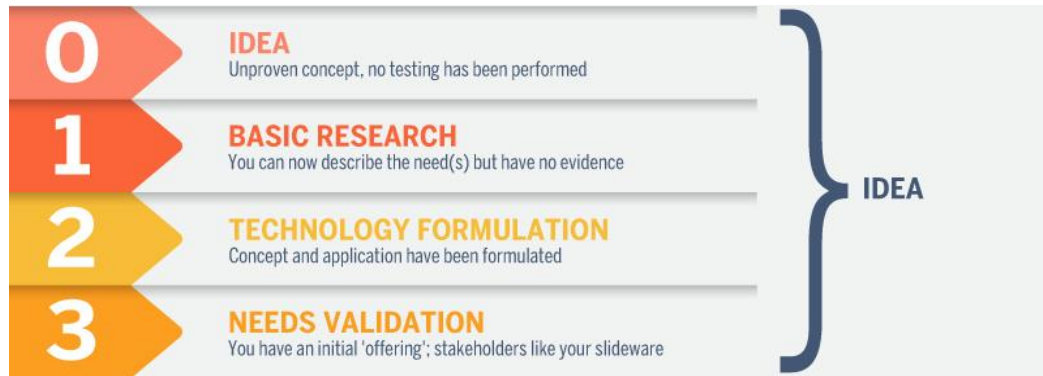 0
IDEA
Unproven concept, no testing has been performed
1
BASIC RESEARCH
You can now describe the need(s) but have no evidence
2
TECHNOLOGY FORMULATION
Concept and application have been formulated
3
NEEDS VALIDATION
You have an initial 'offering'; stakeholders like your slideware
IDEA